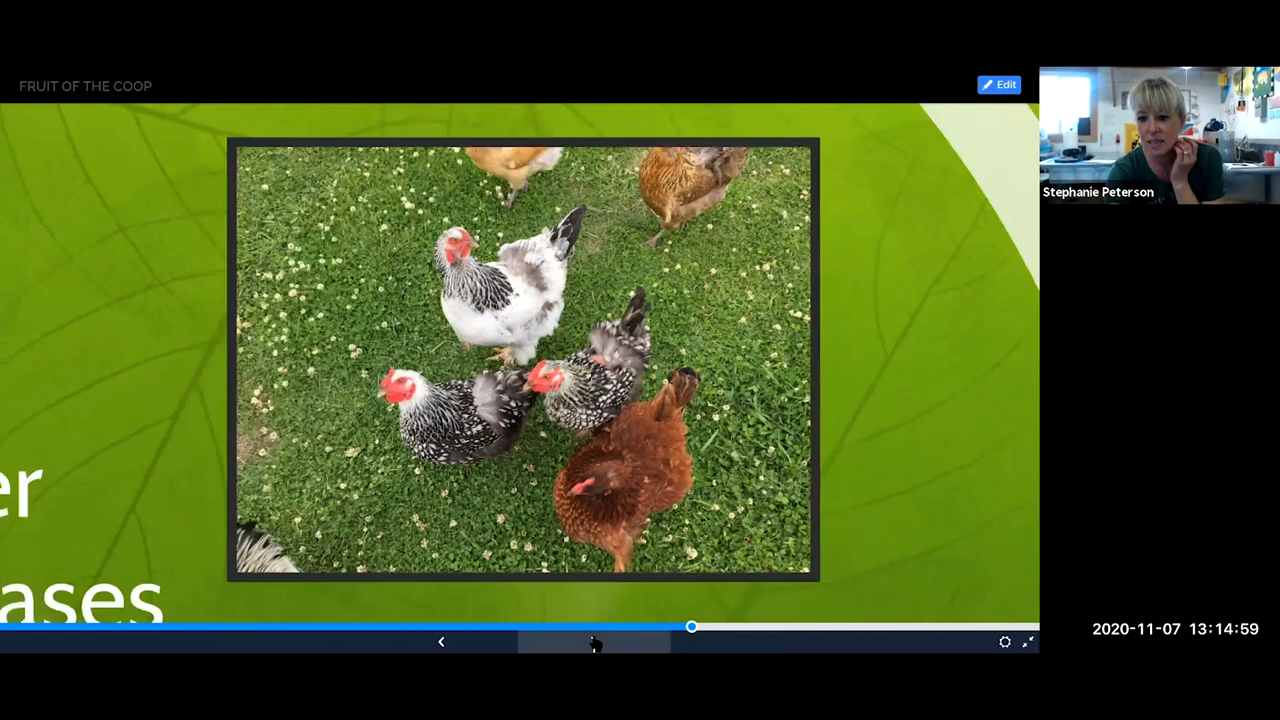 FRUIT OF THE COOP
Edit
Stephanie Peterson
er
ases
2020-11-07 13:14:59